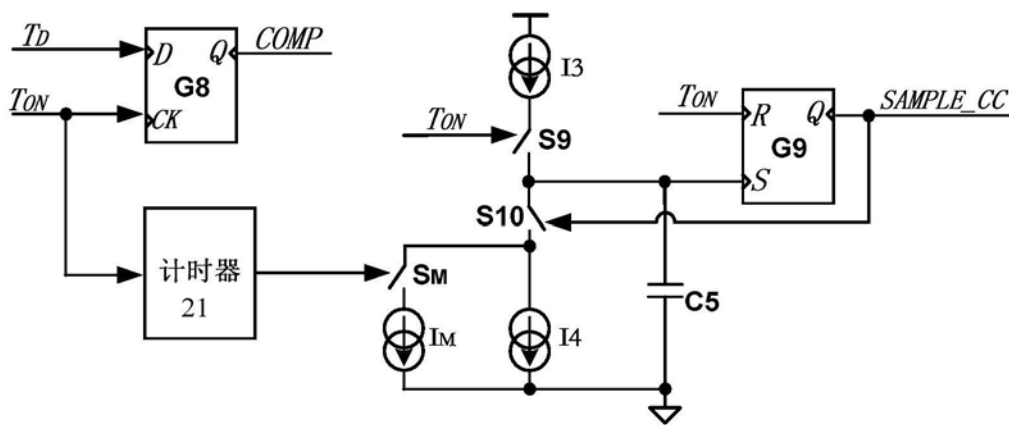 TD
D
Q
COMP
G8
TON
CK
I3
TON
S9
TON
R
Q
SAMPLE_CC
G9
S
S10
计时器
21
SM
C5
IM
I4